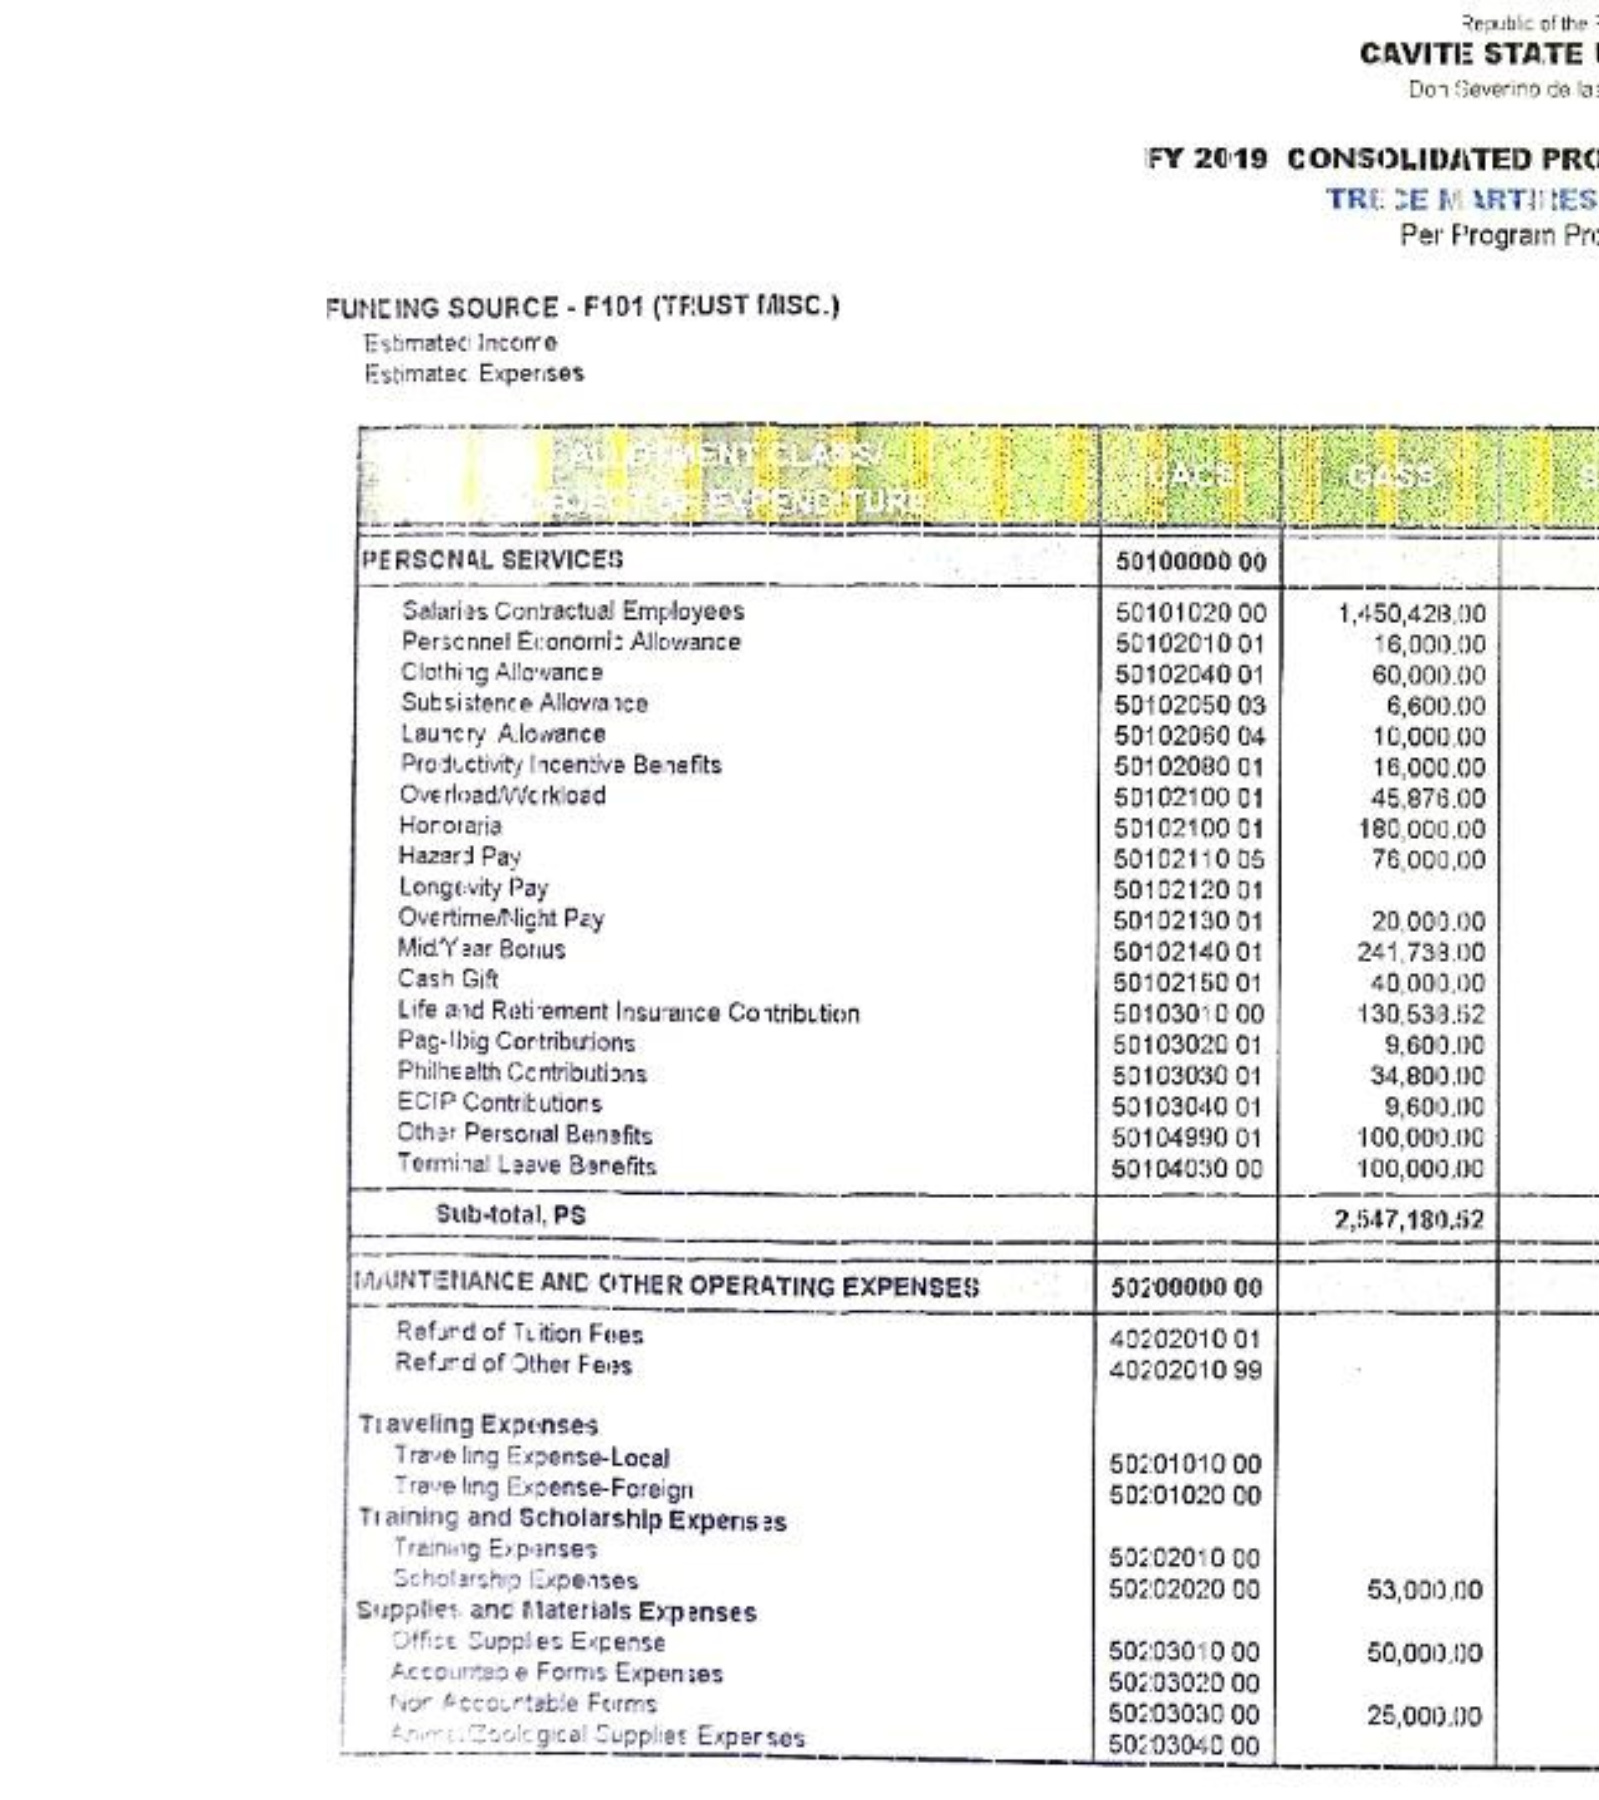 Republic of the
CAVITE STATE
Don Severino de las
FY 2019 CONSOLIDATED PRO
TRECE MARTIRES
Per Program Pro
FUNDING SOURCE - F101 (TRUST MISC.)
Estimated Income
Estimated Expenses
ALLOTMENT CLASS/
OBJECT OF EXPENDITURE UACS GASS S
PERSONAL SERVICES 50100000 00
Salaries Contractual Employees 50101020 00 1,450,428.00
Personnel Economic Allowance 50102010 01 16,000.00
Clothing Allowance 50102040 01 60,000.00
Subsistence Allowance 50102050 03 6,600.00
Laundry Allowance 50102060 04 10,000.00
Productivity Incentive Benefits 50102080 01 16,000.00
Overload/Workload 50102100 01 45,876.00
Honoraria 50102100 01 180,000.00
Hazard Pay 50102110 05 76,000.00
Longevity Pay 50102120 01
Overtime/Night Pay 50102130 01 20,000.00
Mid Year Bonus 50102140 01 241,738.00
Cash Gift 50102150 01 40,000.00
Life and Retirement Insurance Contribution 50103010 00 130,538.52
Pag-Ibig Contributions 50103020 01 9,600.00
Philhealth Contributions 50103030 01 34,800.00
ECIP Contributions 50103040 01 9,600.00
Other Personal Benefits 50104990 01 100,000.00
Terminal Leave Benefits 50104030 00 100,000.00
Sub-total, PS 2,547,180.52
MAINTENANCE AND OTHER OPERATING EXPENSES 50200000 00
Refund of Tuition Fees 40202010 01
Refund of Other Fees 40202010 99
Traveling Expenses
Traveling Expense-Local 50201010 00
Traveling Expense-Foreign 50201020 00
Training and Scholarship Expenses
Training Expenses 50202010 00
Scholarship Expenses 50202020 00 53,000.00
Supplies and Materials Expenses
Office Supplies Expense 50203010 00 50,000.00
Accountable Forms Expenses 50203020 00
Non Accountable Forms 50203030 00 25,000.00
Animal/Zoological Supplies Expenses 50203040 00